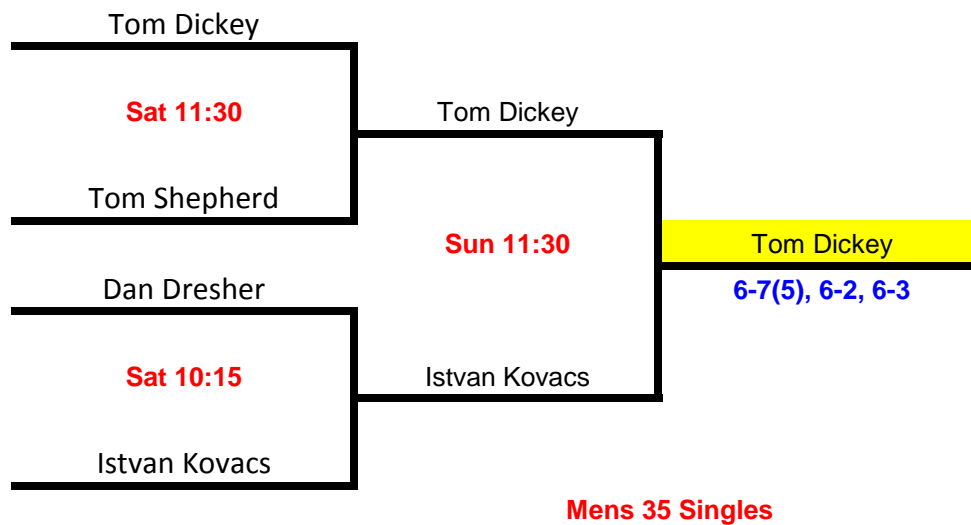 Tom Dickey
Sat 11:30
Tom Dickey
Tom Shepherd
Sun 11:30
Tom Dickey
Dan Dresher
6-7(5), 6-2, 6-3
Sat 10:15
Istvan Kovacs
Istvan Kovacs
Mens 35 Singles